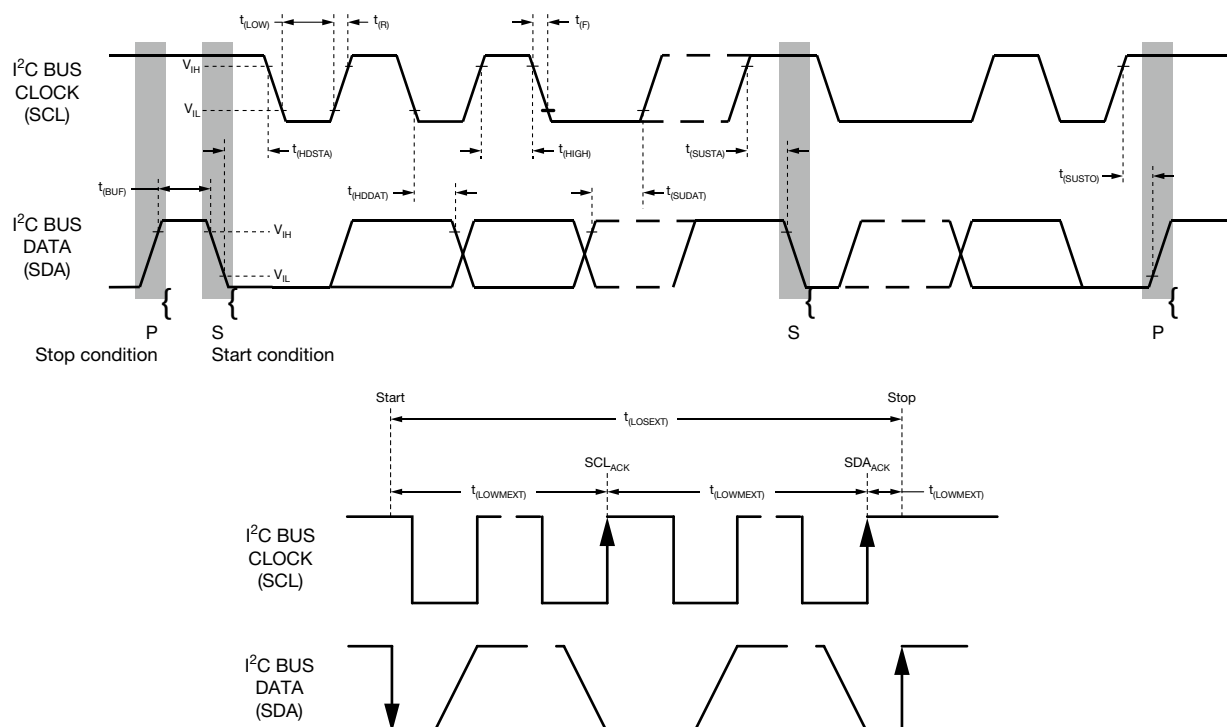 t(LOW) t(R) t(F)
I²C BUS
CLOCK
(SCL)
VIH
VIL
t(HDSTA) t(HIGH) t(SUSTA)
t(BUF) t(HDDAT) t(SUDAT) t(SUSTO)
I²C BUS
DATA
(SDA)
VIH
VIL
{ { { {
P S S P
Stop condition Start condition
Start Stop
t(LOSEXT)
SCLACK SDAACK
t(LOWMEXT) t(LOWMEXT) t(LOWMEXT)
I²C BUS
CLOCK
(SCL)
I²C BUS
DATA
(SDA)